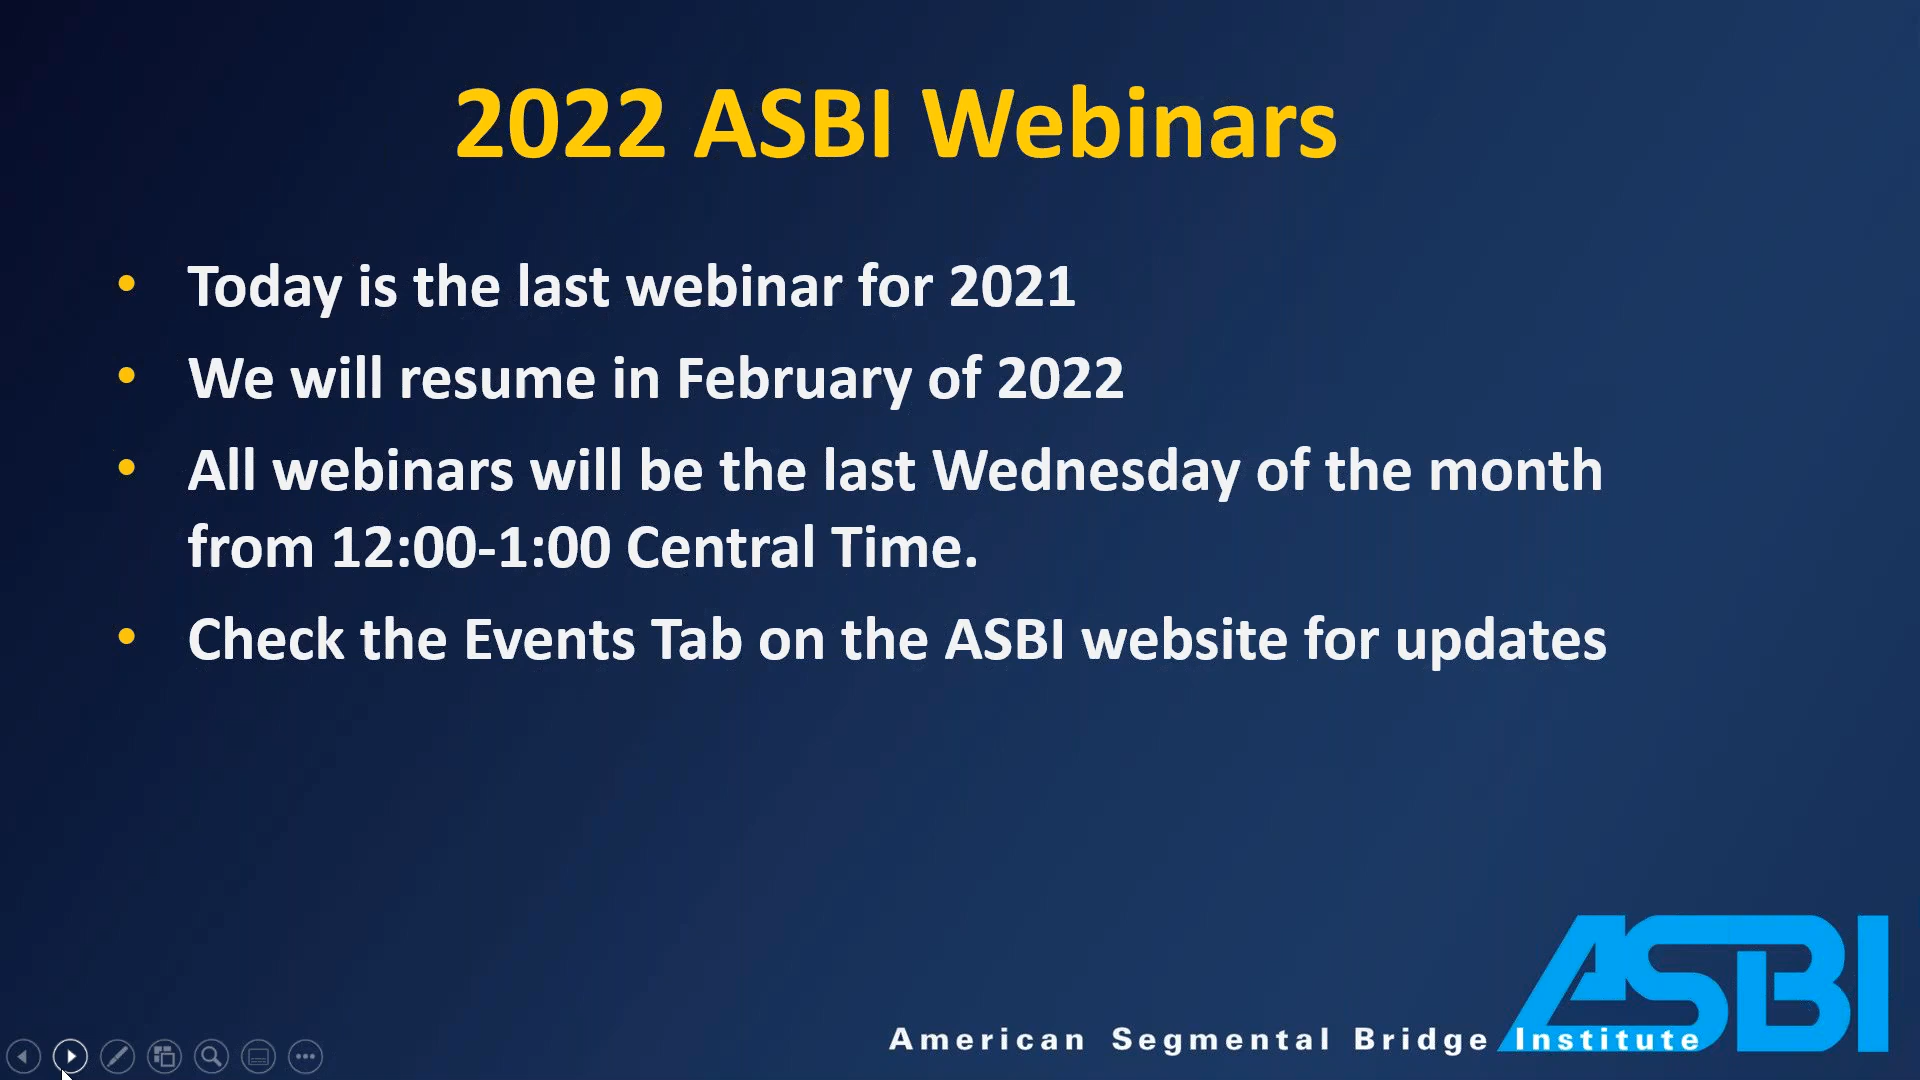 2022 ASBI Webinars
• Today is the last webinar for 2021
• We will resume in February of 2022
• All webinars will be the last Wednesday of the month
from 12:00-1:00 Central Time.
• Check the Events Tab on the ASBI website for updates
ASBI
American Segmental Bridge Institute